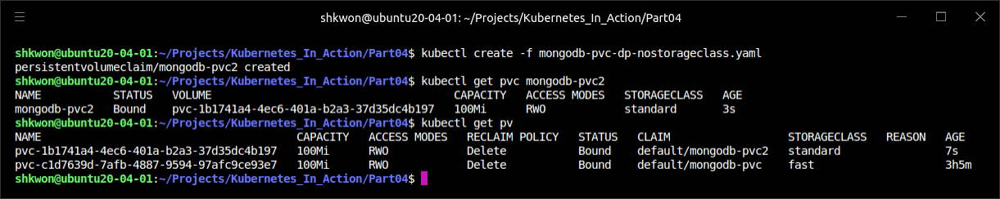 shkwon@ubuntu20-04-01: ~/Projects/Kubernetes_In_Action/Part04
shkwon@ubuntu20-04-01:~/Projects/Kubernetes_In_Action/Part04$ kubectl create -f mongodb-pvc-dp-nostorageclass.yaml
persistentvolumeclaim/mongodb-pvc2 created
shkwon@ubuntu20-04-01:~/Projects/Kubernetes_In_Action/Part04$ kubectl get pvc mongodb-pvc2
NAME STATUS VOLUME CAPACITY ACCESS MODES STORAGECLASS AGE
mongodb-pvc2 Bound pvc-1b1741a4-4ec6-401a-b2a3-37d35dc4b197 100Mi RWO standard 3s
shkwon@ubuntu20-04-01:~/Projects/Kubernetes_In_Action/Part04$ kubectl get pv
NAME CAPACITY ACCESS MODES RECLAIM POLICY STATUS CLAIM STORAGECLASS REASON AGE
pvc-1b1741a4-4ec6-401a-b2a3-37d35dc4b197 100Mi RWO Delete Bound default/mongodb-pvc2 standard 7s
pvc-c1d7639d-7afb-4887-9594-97afc9ce93e7 100Mi RWO Delete Bound default/mongodb-pvc fast 3h5m
shkwon@ubuntu20-04-01:~/Projects/Kubernetes_In_Action/Part04$